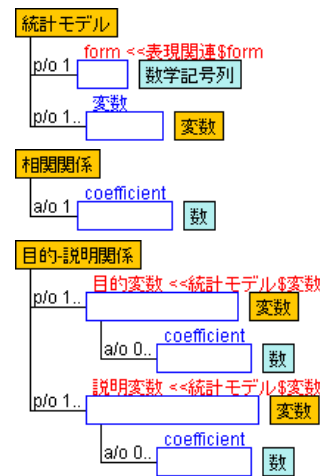 統計モデル
form <<表現関連$form
p/o 1
数学記号列
変数
p/o 1..
変数
相関関係
coefficient
a/o 1
数
目的-説明関係
目的変数 <<統計モデル$変数
p/o 1..
変数
coefficient
a/o 0..
数
説明変数 <<統計モデル$変数
p/o 1..
変数
coefficient
a/o 0..
数